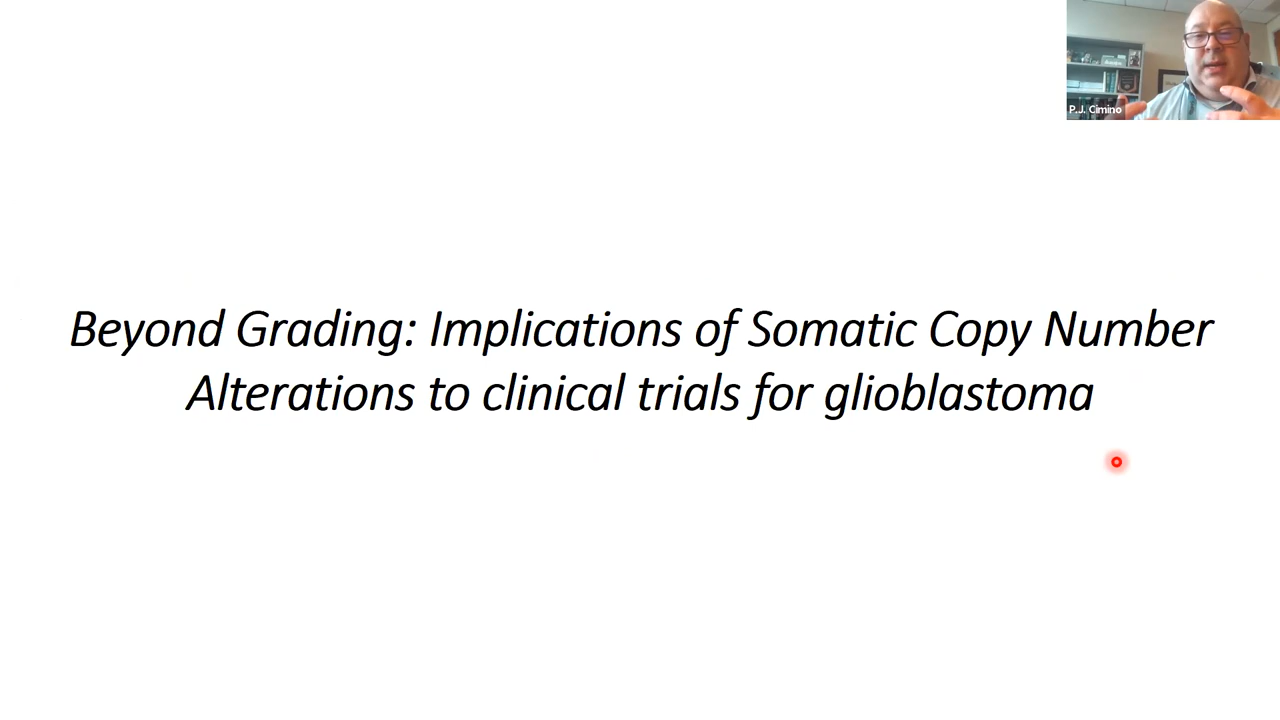 P.J. Cimino
Beyond Grading: Implications of Somatic Copy Number
Alterations to clinical trials for glioblastoma